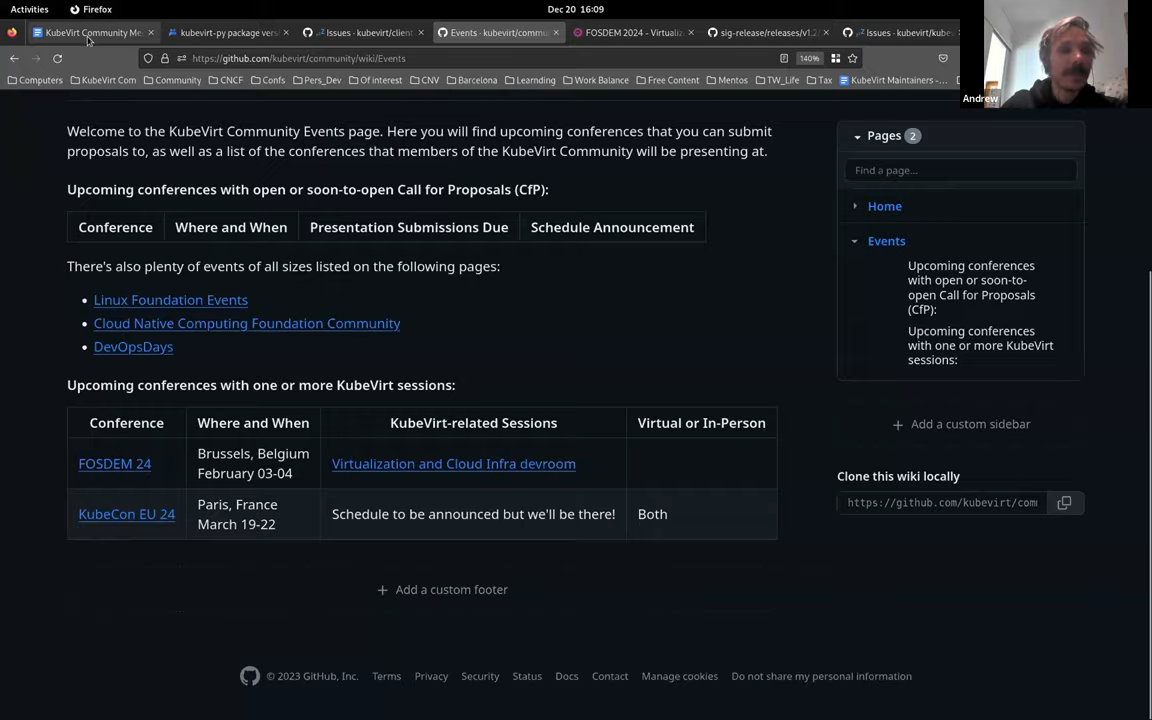 Activities
Firefox
Dec 20 16:09
KubeVirt Community Me
kubevirt-py package versi
Issues · kubevirt/client
Events · kubevirt/commu
FOSDEM 2024 - Virtualiz
sig-release/releases/v1.2
Issues · kubevirt/kube
https://github.com/kubevirt/community/wiki/Events
140%
Computers
KubeVirt Com
Community
CNCF
Confs
Pers_Dev
Of interest
CNV
Barcelona
Learnding
Work Balance
Free Content
Mentos
TW_Life
Tax
KubeVirt Maintainers -...
Andrew
Welcome to the KubeVirt Community Events page. Here you will find upcoming conferences that you can submit
proposals to, as well as a list of the conferences that members of the KubeVirt Community will be presenting at.
Upcoming conferences with open or soon-to-open Call for Proposals (CfP):
Conference
Where and When
Presentation Submissions Due
Schedule Announcement
There's also plenty of events of all sizes listed on the following pages:
Linux Foundation Events
Cloud Native Computing Foundation Community
DevOpsDays
Upcoming conferences with one or more KubeVirt sessions:
Conference
Where and When
KubeVirt-related Sessions
Virtual or In-Person
FOSDEM 24
Brussels, Belgium
February 03-04
Virtualization and Cloud Infra devroom
KubeCon EU 24
Paris, France
March 19-22
Schedule to be announced but we'll be there!
Both
Add a custom footer
Pages 2
Find a page...
Home
Events
Upcoming conferences
with open or soon-to-
open Call for Proposals
(CfP):
Upcoming conferences
with one or more KubeVirt
sessions:
Add a custom sidebar
Clone this wiki locally
https://github.com/kubevirt/com
© 2023 GitHub, Inc.
Terms
Privacy
Security
Status
Docs
Contact
Manage cookies
Do not share my personal information